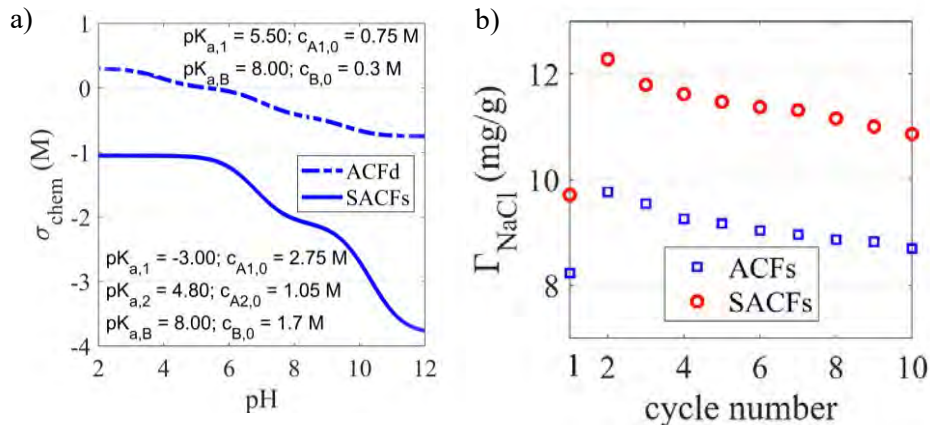 a)
pKa,1 = 5.50; cA1,0 = 0.75 M
pKa,B = 8.00; cB,0 = 0.3 M
1
0
-1
-2
-3
-4
σchem (M)
ACFd
SACFs
pKa,1 = -3.00; cA1,0 = 2.75 M
pKa,2 = 4.80; cA2,0 = 1.05 M
pKa,B = 8.00; cB,0 = 1.7 M
2 4 6 8 10 12
pH
b)
12
10
8
ΓNaCl (mg/g)
ACFs
SACFs
1 2 4 6 8 10
cycle number